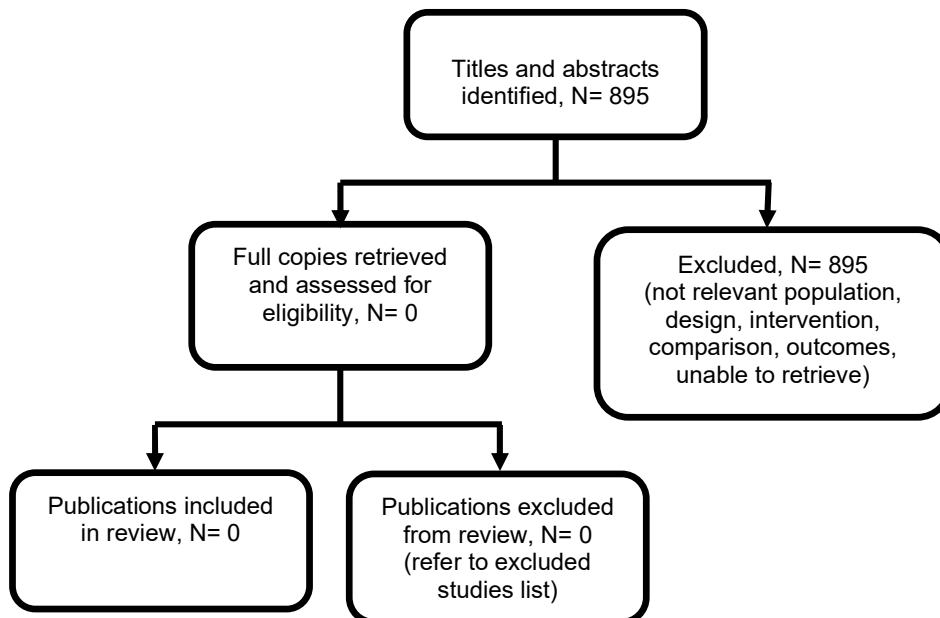 Titles and abstracts
identified, N= 895
Full copies retrieved
and assessed for
eligibility, N= 0
Excluded, N= 895
(not relevant population,
design, intervention,
comparison, outcomes,
unable to retrieve)
Publications included
in review, N= 0
Publications excluded
from review, N= 0
(refer to excluded
studies list)